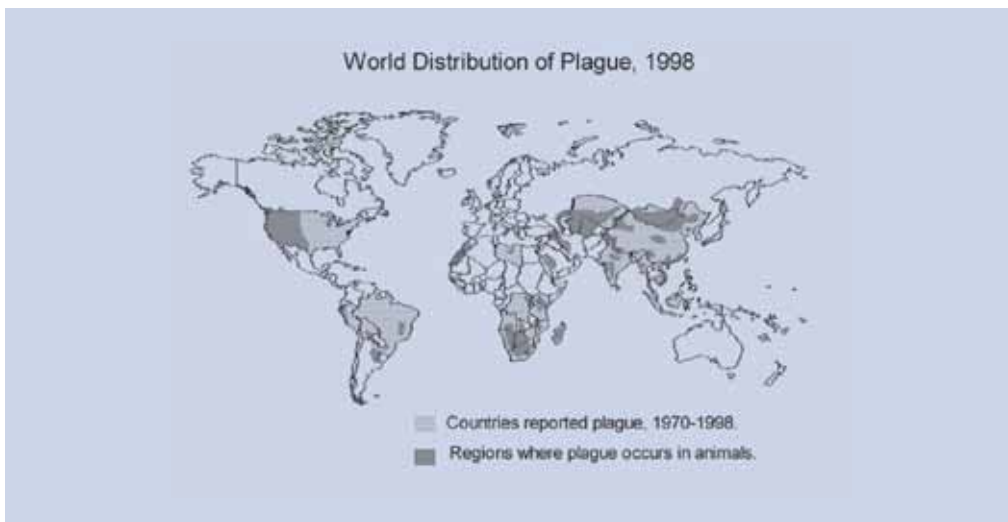 World Distribution of Plague, 1998
Countries reported plague, 1970-1998.
Regions where plague occurs in animals.